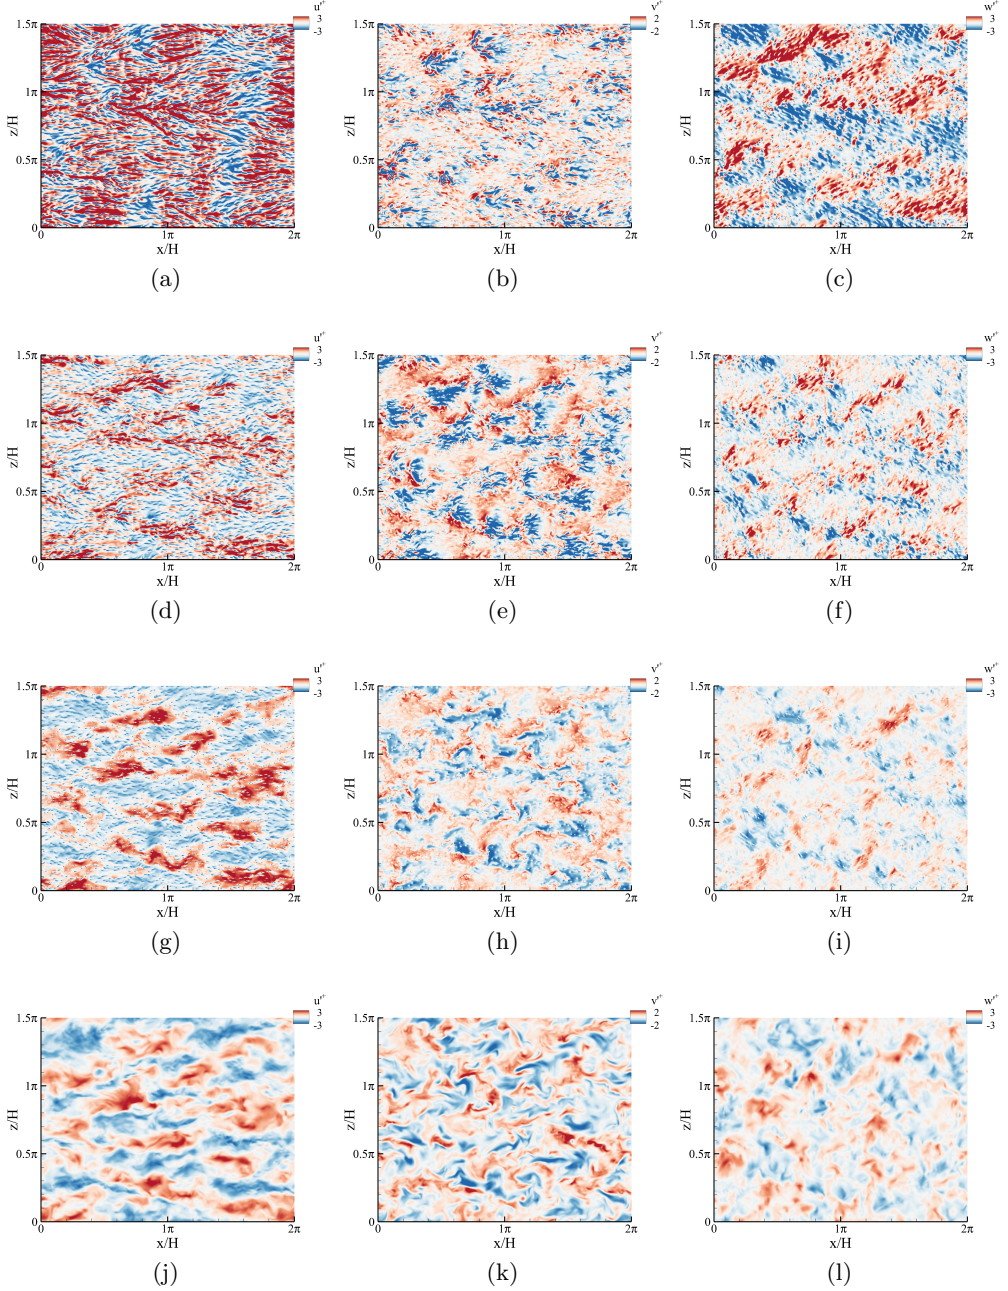 u'+ 3 -3
1.5π
1π
0.5π
0
z/H
0 1π 2π
x/H
(a)
v'+ 2 -2
1.5π
1π
0.5π
0
z/H
0 1π 2π
x/H
(b)
w'+ 3 -3
1.5π
1π
0.5π
0
z/H
0 1π 2π
x/H
(c)
u'+ 3 -3
1.5π
1π
0.5π
0
z/H
0 1π 2π
x/H
(d)
v'+ 2 -2
1.5π
1π
0.5π
0
z/H
0 1π 2π
x/H
(e)
w'+ 3 -3
1.5π
1π
0.5π
0
z/H
0 1π 2π
x/H
(f)
u'+ 3 -3
1.5π
1π
0.5π
0
z/H
0 1π 2π
x/H
(g)
v'+ 2 -2
1.5π
1π
0.5π
0
z/H
0 1π 2π
x/H
(h)
w'+ 3 -3
1.5π
1π
0.5π
0
z/H
0 1π 2π
x/H
(i)
u'+ 3 -3
1.5π
1π
0.5π
0
z/H
0 1π 2π
x/H
(j)
v'+ 2 -2
1.5π
1π
0.5π
0
z/H
0 1π 2π
x/H
(k)
w'+ 3 -3
1.5π
1π
0.5π
0
z/H
0 1π 2π
x/H
(l)